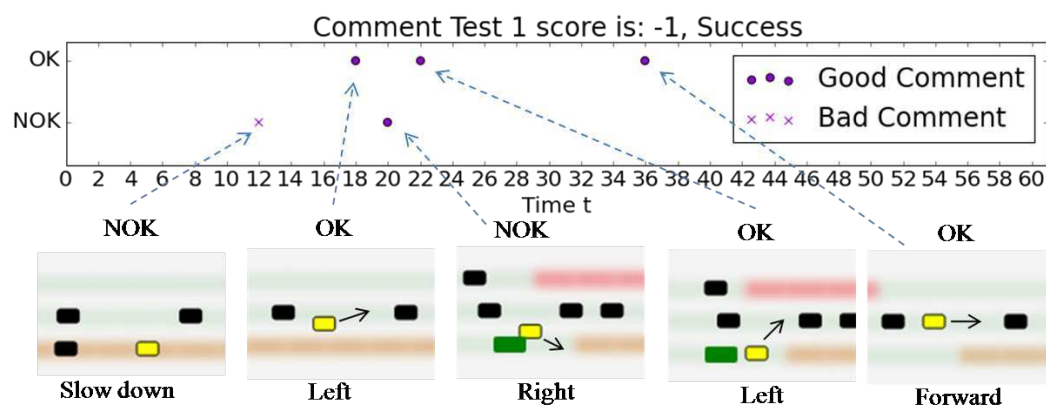 Comment Test 1 score is: -1, Success
OK
Good Comment
NOK
Bad Comment
0 2 4 6 8 10 12 14 16 18 20 22 24 26 28 30 32 34 36 38 40 42 44 46 48 50 52 54 56 58 60
Time t
NOK OK NOK OK OK
Slow down Left Right Left Forward